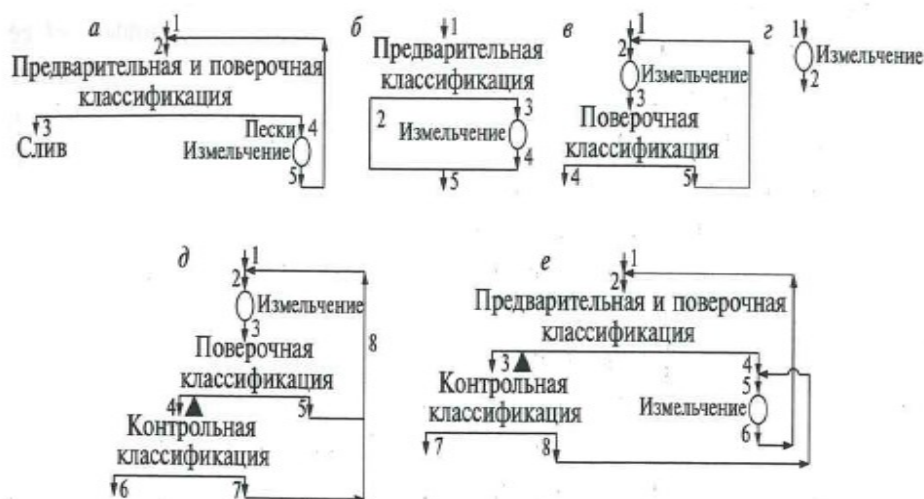 а
1
2
Предварительная и поверочная
классификация
3
Слив
Пески 4
Измельчение
5
б
1
Предварительная
классификация
2
3
Измельчение
4
5
в
1
2
Измельчение
3
Поверочная
классификация
4
5
г
1
Измельчение
2
д
1
2
Измельчение
3
Поверочная
классификация
8
4
5
Контрольная
классификация
6
7
е
1
2
Предварительная и поверочная
классификация
3
4
5
Контрольная
классификация
Измельчение
6
7
8